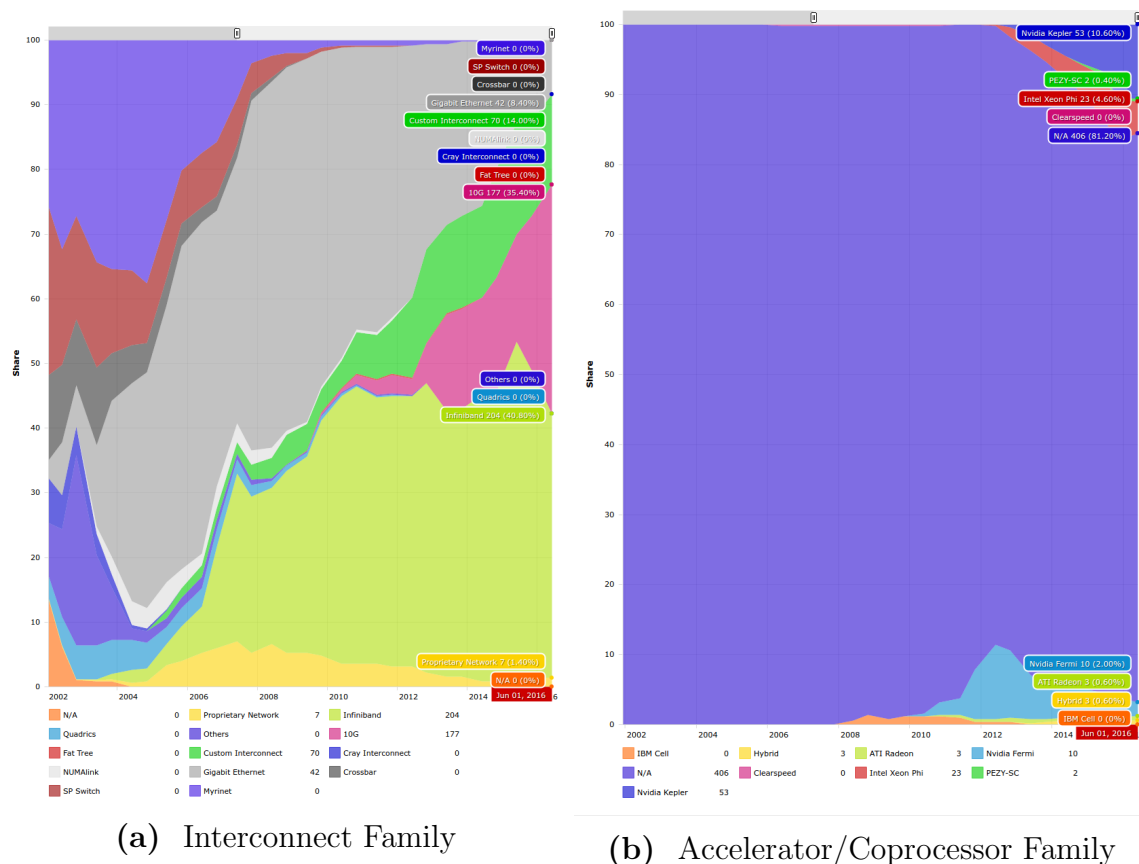 100
90
80
70
60
50
40
30
20
10
0
Share
Myrinet 0 (0%)
SP Switch 0 (0%)
Crossbar 0 (0%)
Gigabit Ethernet 42 (8.40%)
Custom Interconnect 70 (14.00%)
NUMAlink 0 (0%)
Cray Interconnect 0 (0%)
Fat Tree 0 (0%)
10G 177 (35.40%)
Others 0 (0%)
Quadrics 0 (0%)
Infiniband 204 (40.80%)
Proprietary Network 7 (1.40%)
N/A 0 (0%)
Jun 01, 2016
2002 2004 2006 2008 2010 2012 2014 6
N/A 0 Proprietary Network 7 Infiniband 204
Quadrics 0 Others 0 10G 177
Fat Tree 0 Custom Interconnect 70 Cray Interconnect 0
NUMAlink 0 Gigabit Ethernet 42 Crossbar 0
SP Switch 0 Myrinet 0
(a) Interconnect Family
100
90
80
70
60
50
40
30
20
10
0
Share
Nvidia Kepler 53 (10.60%)
PEZY-SC 2 (0.40%)
Intel Xeon Phi 23 (4.60%)
Clearspeed 0 (0%)
N/A 406 (81.20%)
Nvidia Fermi 10 (2.00%)
ATI Radeon 3 (0.60%)
Hybrid 3 (0.60%)
IBM Cell 0 (0%)
Jun 01, 2016
2002 2004 2006 2008 2010 2012 2014
IBM Cell 0 Hybrid 3 ATI Radeon 3 Nvidia Fermi 10
N/A 406 Clearspeed 0 Intel Xeon Phi 23 PEZY-SC 2
Nvidia Kepler 53
(b) Accelerator/Coprocessor Family